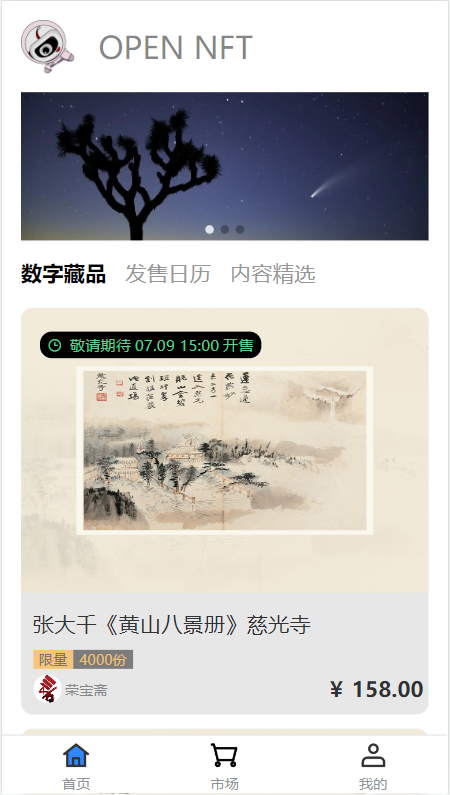 OPEN NFT
数字藏品 发售日历 内容精选
敬请期待 07.09 15:00 开售
张大千《黄山八景册》慈光寺
限量 4000份
荣宝斋
¥ 158.00
首页 市场 我的